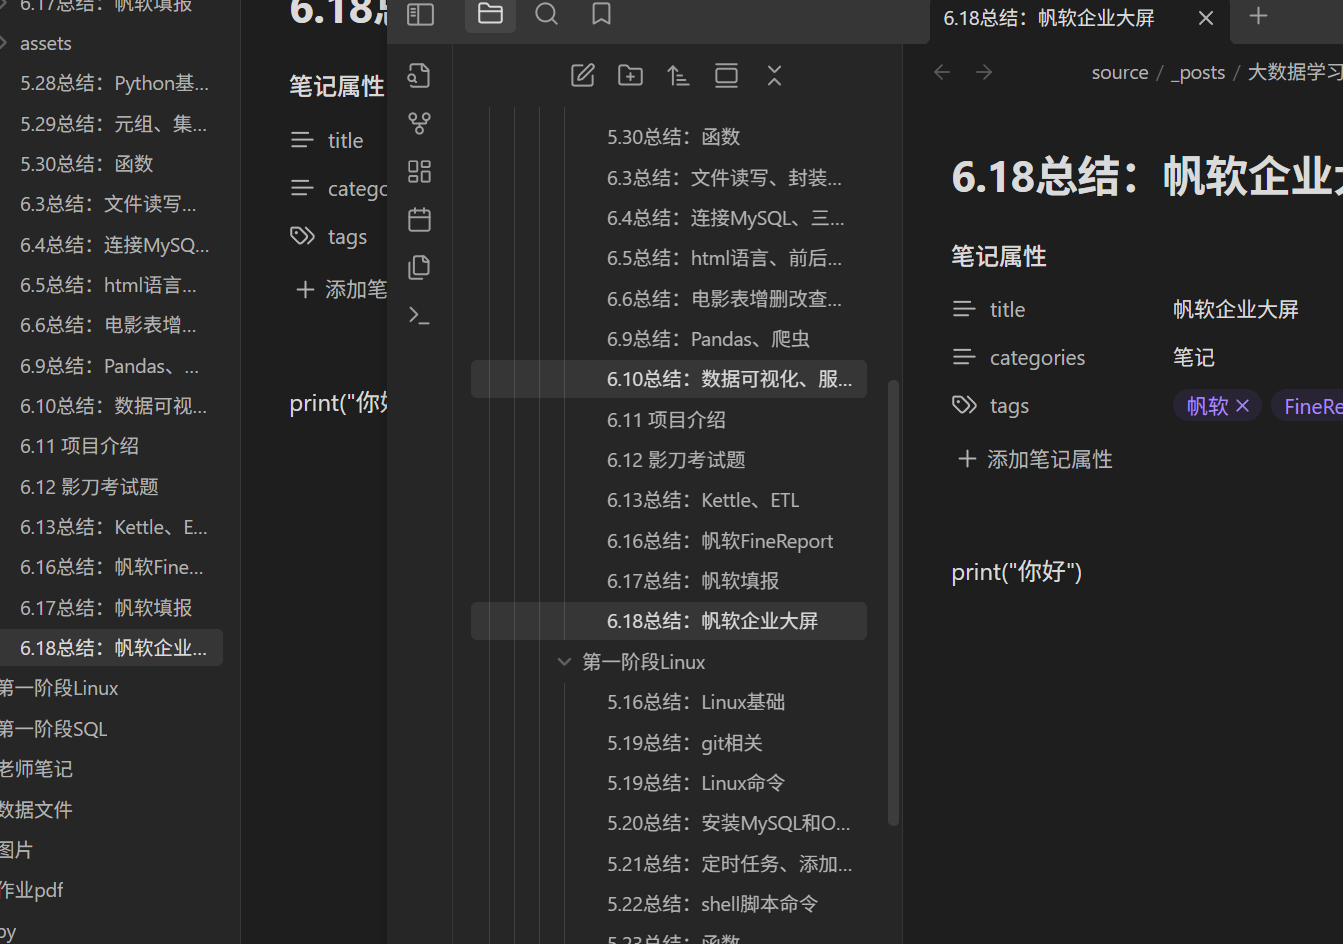 6.17总结：帆软填报
assets
5.28总结：Python基...
5.29总结：元组、集...
5.30总结：函数
6.3总结：文件读写...
6.4总结：连接MySQ...
6.5总结：html语言...
6.6总结：电影表增...
6.9总结：Pandas、...
6.10总结：数据可视...
6.11 项目介绍
6.12 影刀考试题
6.13总结：Kettle、E...
6.16总结：帆软Fine...
6.17总结：帆软填报
6.18总结：帆软企业...
第一阶段Linux
第一阶段SQL
老师笔记
数据文件
图片
作业pdf
py
6.18总
笔记属性
title
catego
tags
添加笔
print("你好
5.30总结：函数
6.3总结：文件读写、封装...
6.4总结：连接MySQL、三...
6.5总结：html语言、前后...
6.6总结：电影表增删改查...
6.9总结：Pandas、爬虫
6.10总结：数据可视化、服...
6.11 项目介绍
6.12 影刀考试题
6.13总结：Kettle、ETL
6.16总结：帆软FineReport
6.17总结：帆软填报
6.18总结：帆软企业大屏
第一阶段Linux
5.16总结：Linux基础
5.19总结：git相关
5.19总结：Linux命令
5.20总结：安装MySQL和O...
5.21总结：定时任务、添加...
5.22总结：shell脚本命令
5.23总结：函数
6.18总结：帆软企业大屏
source / _posts / 大数据学习
6.18总结：帆软企业大
笔记属性
title 帆软企业大屏
categories 笔记
tags 帆软 FineRe
添加笔记属性
print("你好")